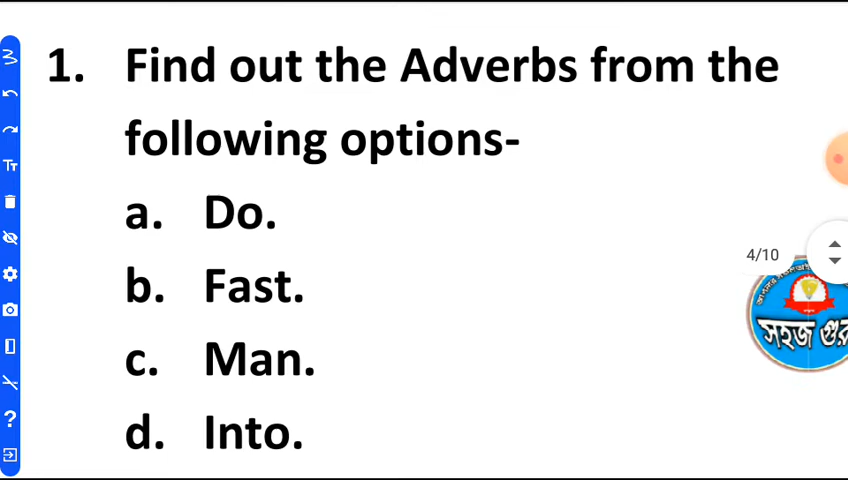 1. Find out the Adverbs from the
following options-
a. Do.
b. Fast.
c. Man.
d. Into.
4/10
সহজ